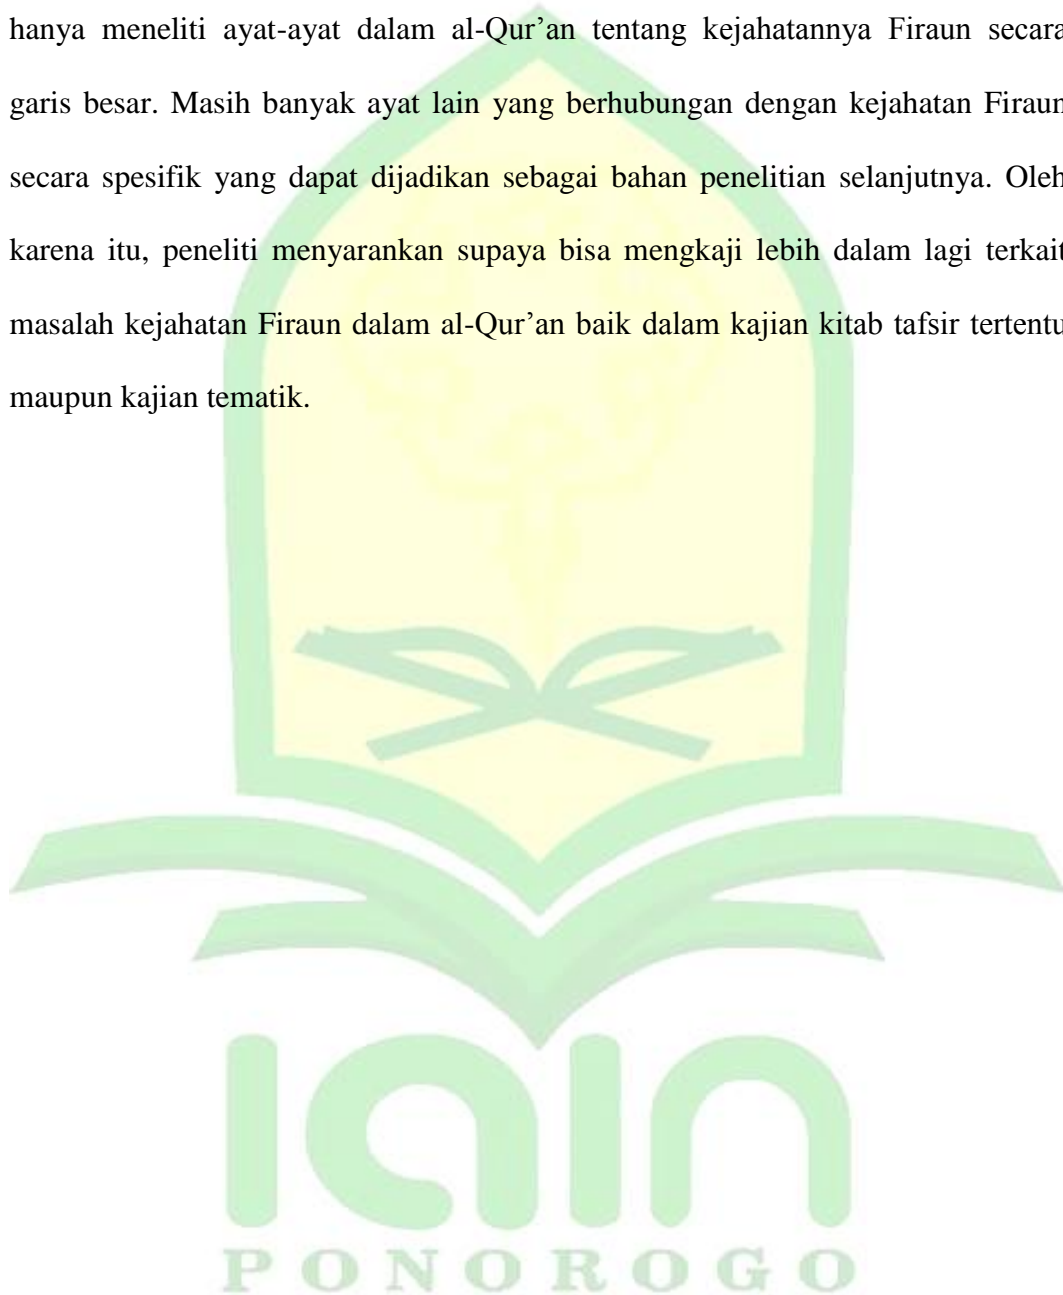 hanya meneliti ayat-ayat dalam al-Qur’an tentang kejahatannya Firaun secara
garis besar. Masih banyak ayat lain yang berhubungan dengan kejahatan Firaun
secara spesifik yang dapat dijadikan sebagai bahan penelitian selanjutnya. Oleh
karena itu, peneliti menyarankan supaya bisa mengkaji lebih dalam lagi terkait
masalah kejahatan Firaun dalam al-Qur’an baik dalam kajian kitab tafsir tertentu
maupun kajian tematik.
iain
PONOROGO